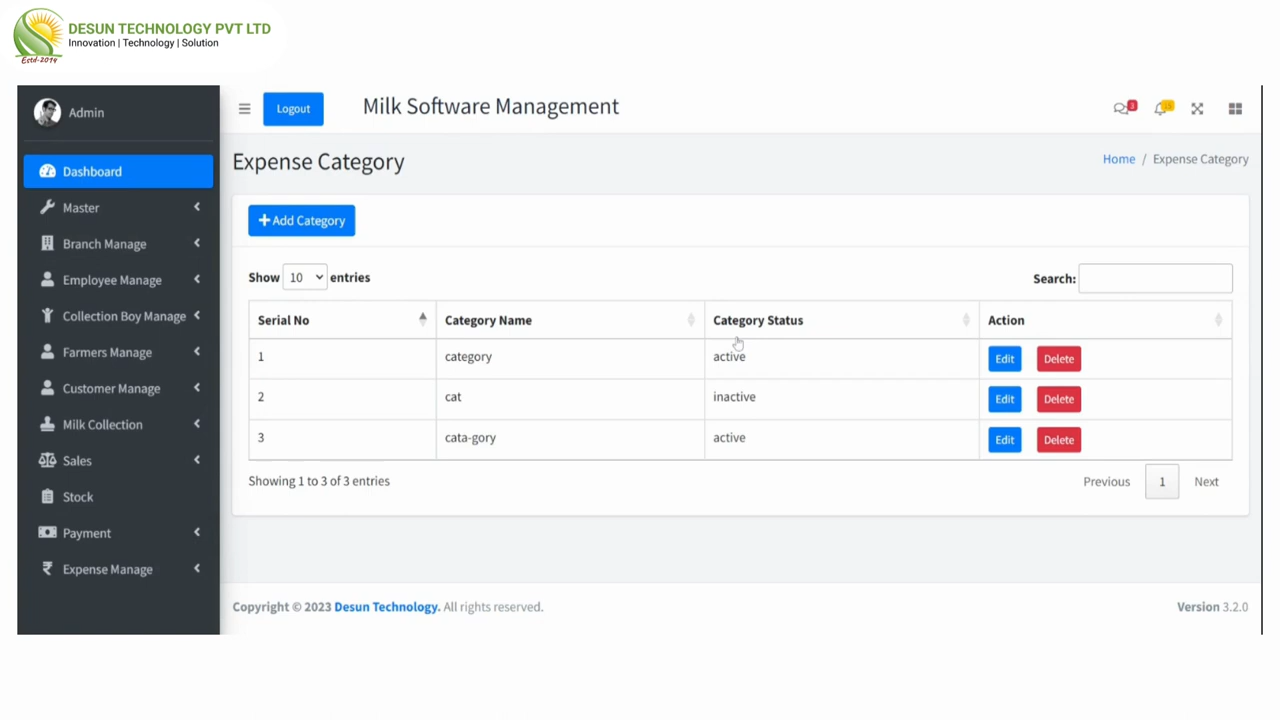 DESUN TECHNOLOGY PVT LTD
Innovation | Technology | Solution
Estd-2014
Admin
Logout
Milk Software Management
3
15
Dashboard
Master
Branch Manage
Employee Manage
Collection Boy Manage
Farmers Manage
Customer Manage
Milk Collection
Sales
Stock
Payment
Expense Manage
Expense Category
Home / Expense Category
Add Category
Show 10 entries
Search:
Serial No Category Name Category Status Action
1 category active Edit Delete
2 cat inactive Edit Delete
3 cata-gory active Edit Delete
Showing 1 to 3 of 3 entries
Previous 1 Next
Copyright © 2023 Desun Technology. All rights reserved.
Version 3.2.0